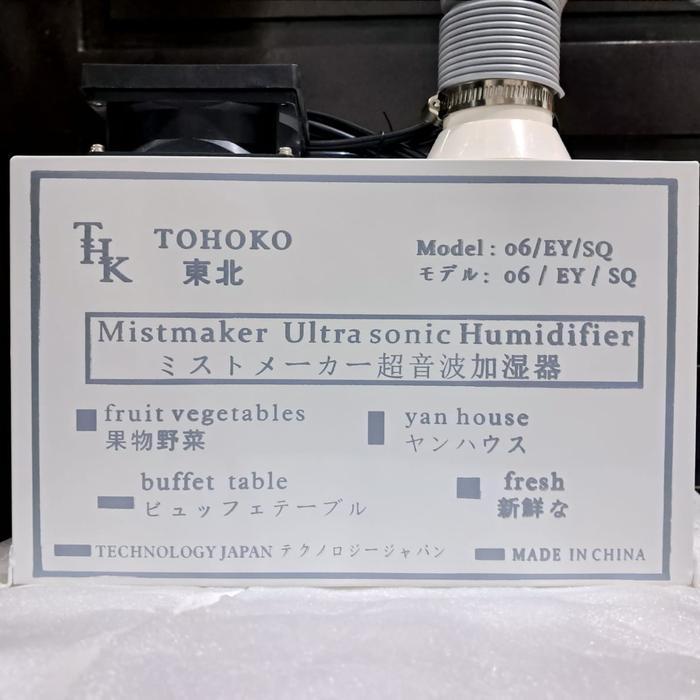 THK TOHOKO
東北
Model : 06/EY/SQ
モデル: 06 / EY / SQ
Mistmaker Ultra sonic Humidifier
ミストメーカー超音波加湿器
fruit vegetables
果物野菜
yan house
ヤンハウス
buffet table
ビュッフェテーブル
fresh
新鮮な
TECHNOLOGY JAPAN テクノロジージャパン
MADE IN CHINA